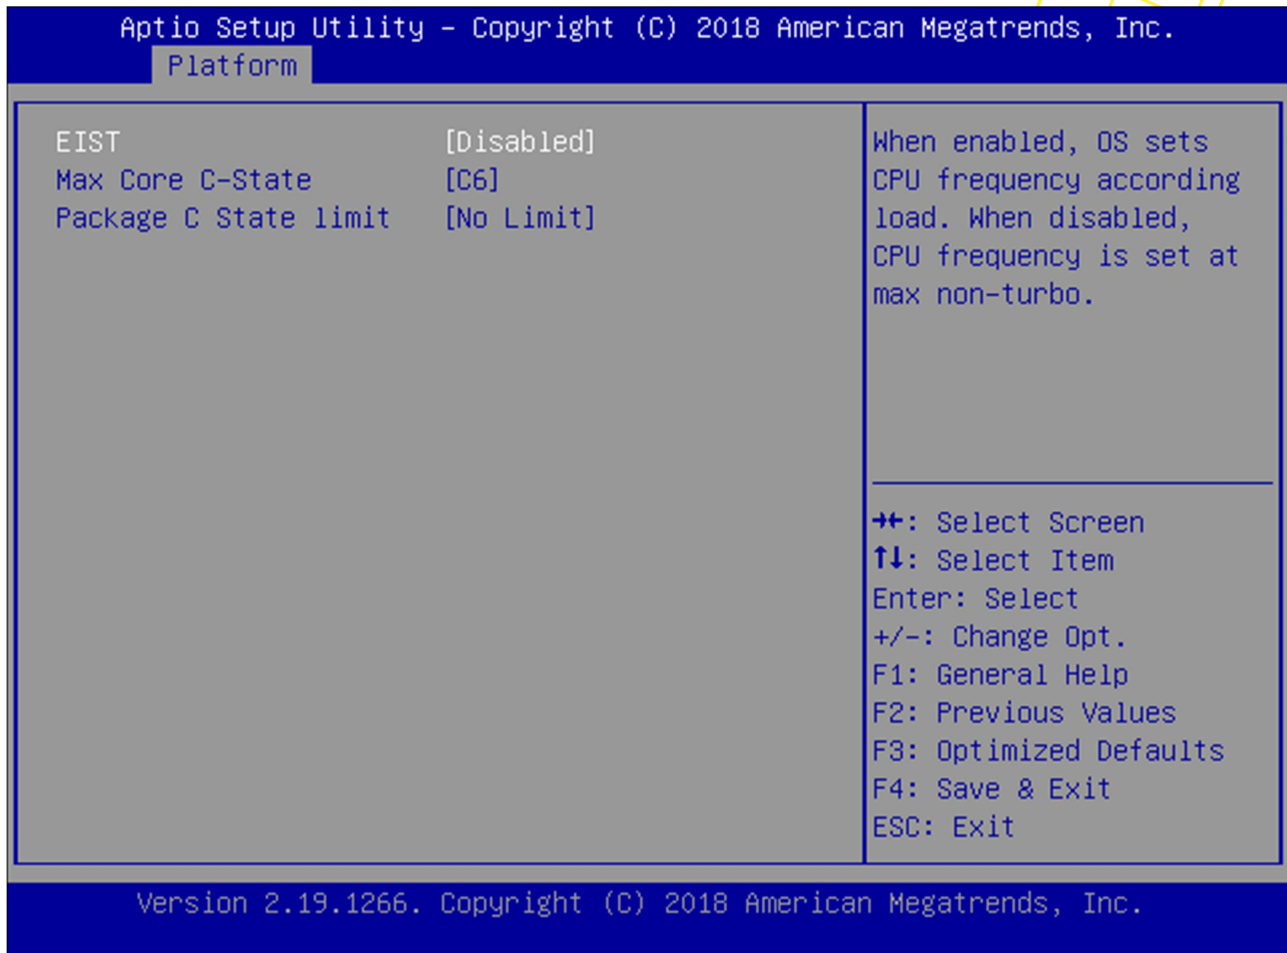 Aptio Setup Utility – Copyright (C) 2018 American Megatrends, Inc.
Platform
EIST [Disabled]
Max Core C-State [C6]
Package C State limit [No Limit]
When enabled, OS sets
CPU frequency according
load. When disabled,
CPU frequency is set at
max non-turbo.
→←: Select Screen
↑↓: Select Item
Enter: Select
+/-: Change Opt.
F1: General Help
F2: Previous Values
F3: Optimized Defaults
F4: Save & Exit
ESC: Exit
Version 2.19.1266. Copyright (C) 2018 American Megatrends, Inc.